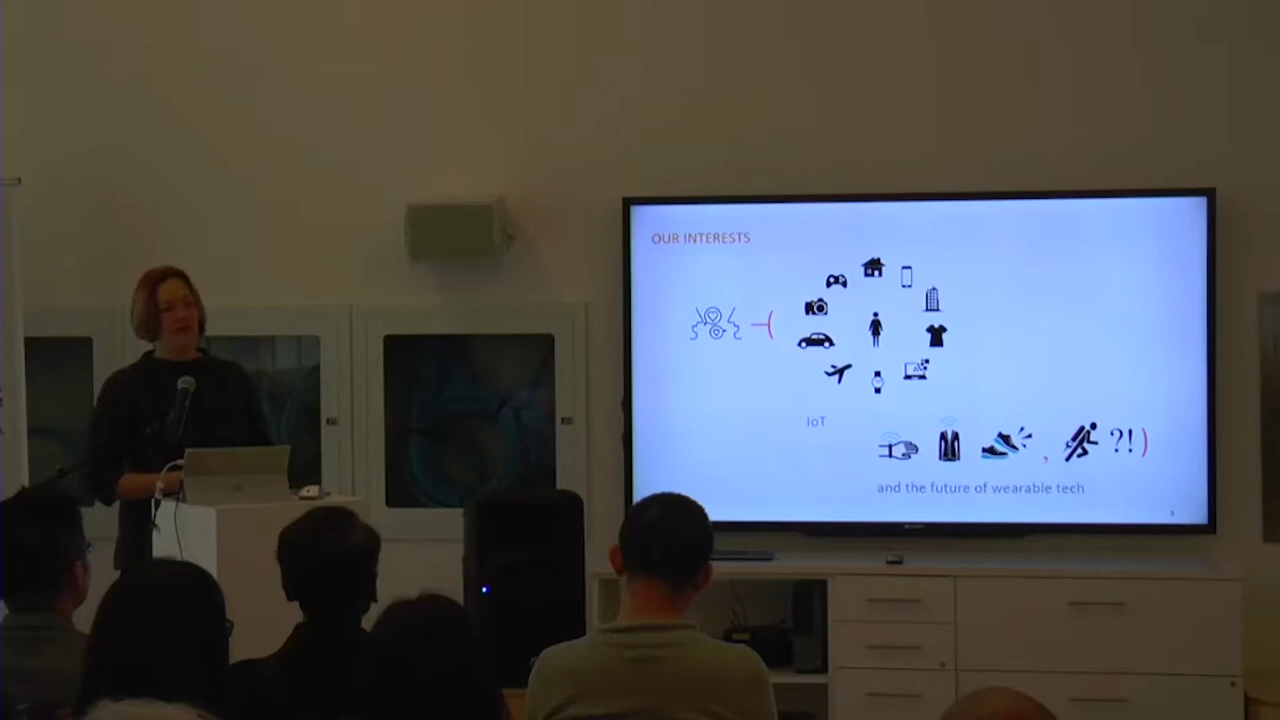 OUR INTERESTS
IoT
, ?! )
and the future of wearable tech